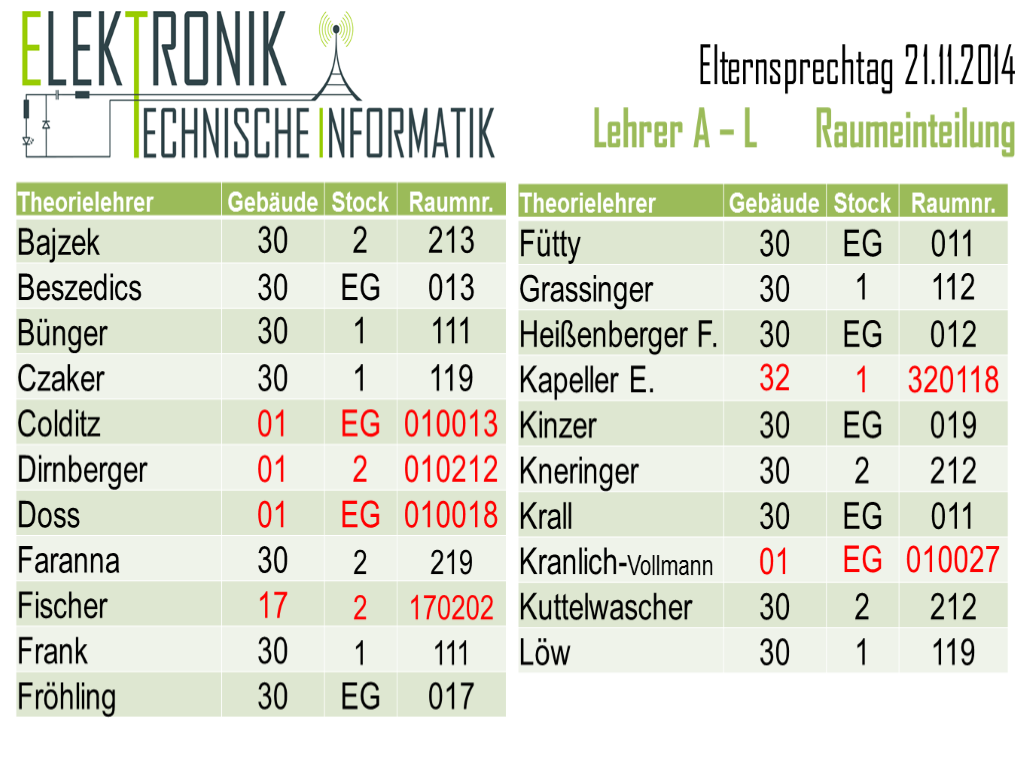 ELEKTRONIK
TECHNISCHE INFORMATIK
Elternsprechtag 21.11.2014
Lehrer A – L Raumeinteilung
Theorielehrer Gebäude Stock Raumnr.
Bajzek 30 2 213
Beszedics 30 EG 013
Bünger 30 1 111
Czaker 30 1 119
Colditz 01 EG 010013
Dirnberger 01 2 010212
Doss 01 EG 010018
Faranna 30 2 219
Fischer 17 2 170202
Frank 30 1 111
Fröhling 30 EG 017
Theorielehrer Gebäude Stock Raumnr.
Fütty 30 EG 011
Grassinger 30 1 112
Heißenberger F. 30 EG 012
Kapeller E. 32 1 320118
Kinzer 30 EG 019
Kneringer 30 2 212
Krall 30 EG 011
Kranlich-Vollmann 01 EG 010027
Kuttelwascher 30 2 212
Löw 30 1 119